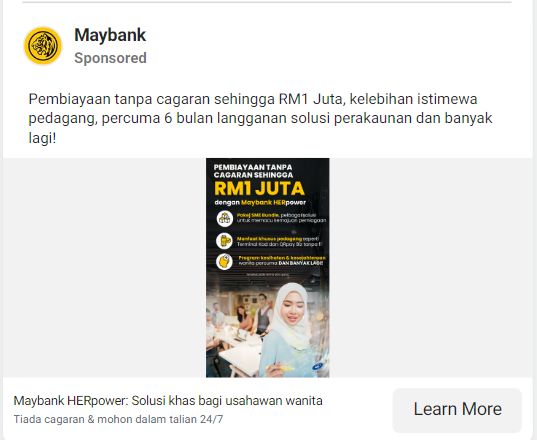 Maybank
Sponsored
Pembiayaan tanpa cagaran sehingga RM1 Juta, kelebihan istimewa
pedagang, percuma 6 bulan langganan solusi perakaunan dan banyak
lagi!
PEMBIAYAAN TANPA
CAGARAN SEHINGGA
RM1 JUTA
dengan Maybank HERpower
Pakej SME Bundle, pelbagai solusi
untuk memacu kemajuan perniagaan
Manfaat khusus pedagang seperti
Terminal Kad dan QRPay Biz tanpa
Program kesihatan & kesejahteraan
wanita percuma DAN BANYAK LAGI!
Maybank HERpower: Solusi khas bagi usahawan wanita
Tiada cagaran & mohon dalam talian 24/7
Learn More